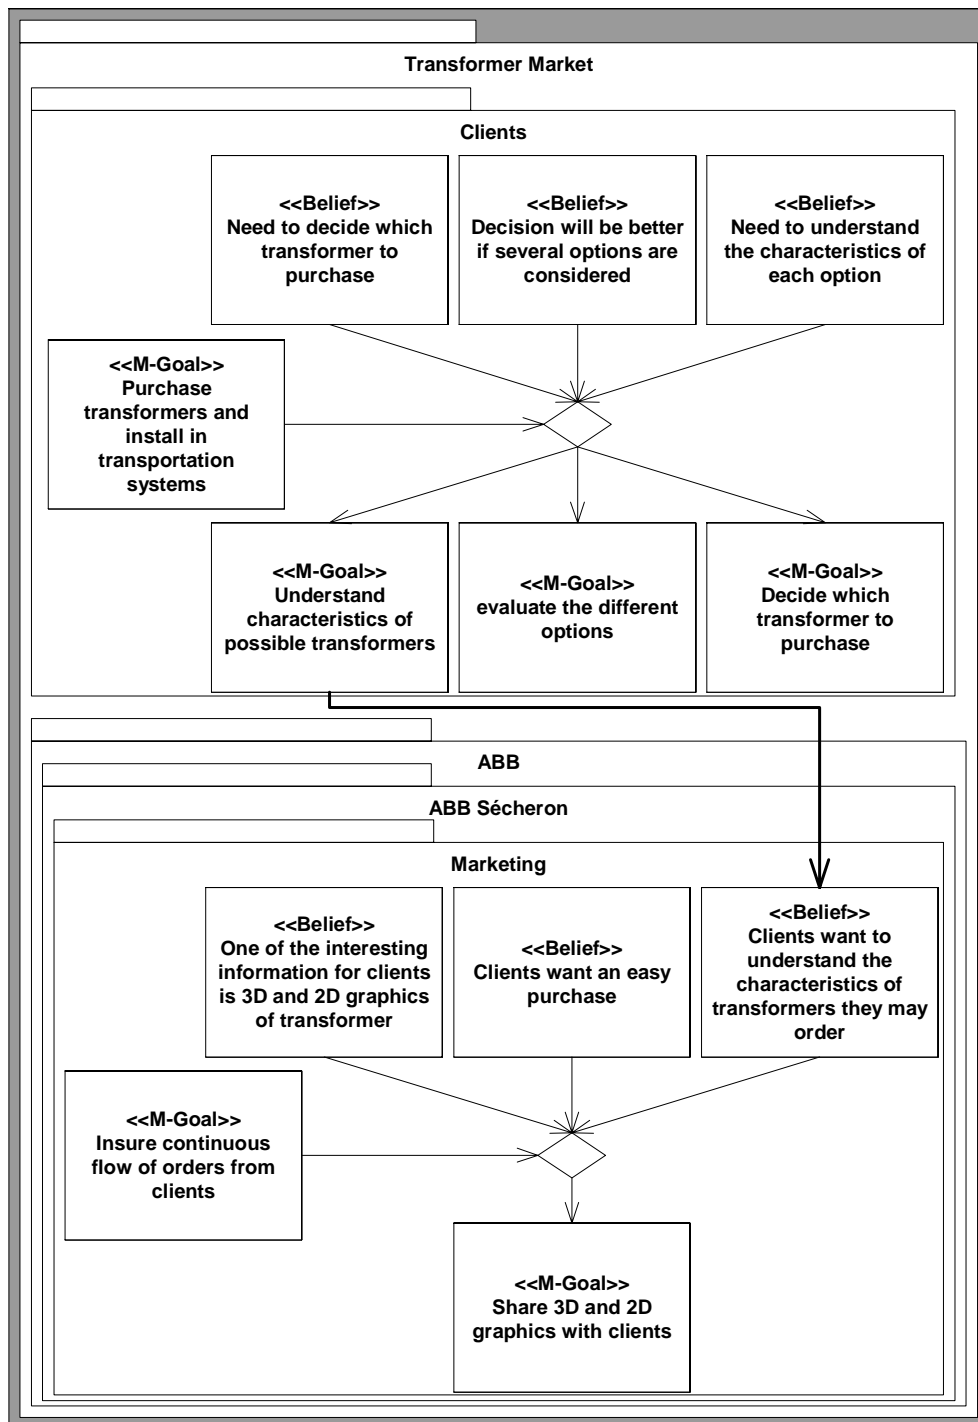 Transformer Market
Clients
<<Belief>>
Need to decide which
transformer to
purchase
<<Belief>>
Decision will be better
if several options are
considered
<<Belief>>
Need to understand
the characteristics of
each option
<<M-Goal>>
Purchase
transformers and
install in
transportation
systems
<<M-Goal>>
Understand
characteristics of
possible transformers
<<M-Goal>>
evaluate the different
options
<<M-Goal>>
Decide which
transformer to
purchase
ABB
ABB Sécheron
Marketing
<<Belief>>
One of the interesting
information for clients
is 3D and 2D graphics
of transformer
<<Belief>>
Clients want an easy
purchase
<<Belief>>
Clients want to
understand the
characteristics of
transformers they may
order
<<M-Goal>>
Insure continuous
flow of orders from
clients
<<M-Goal>>
Share 3D and 2D
graphics with clients